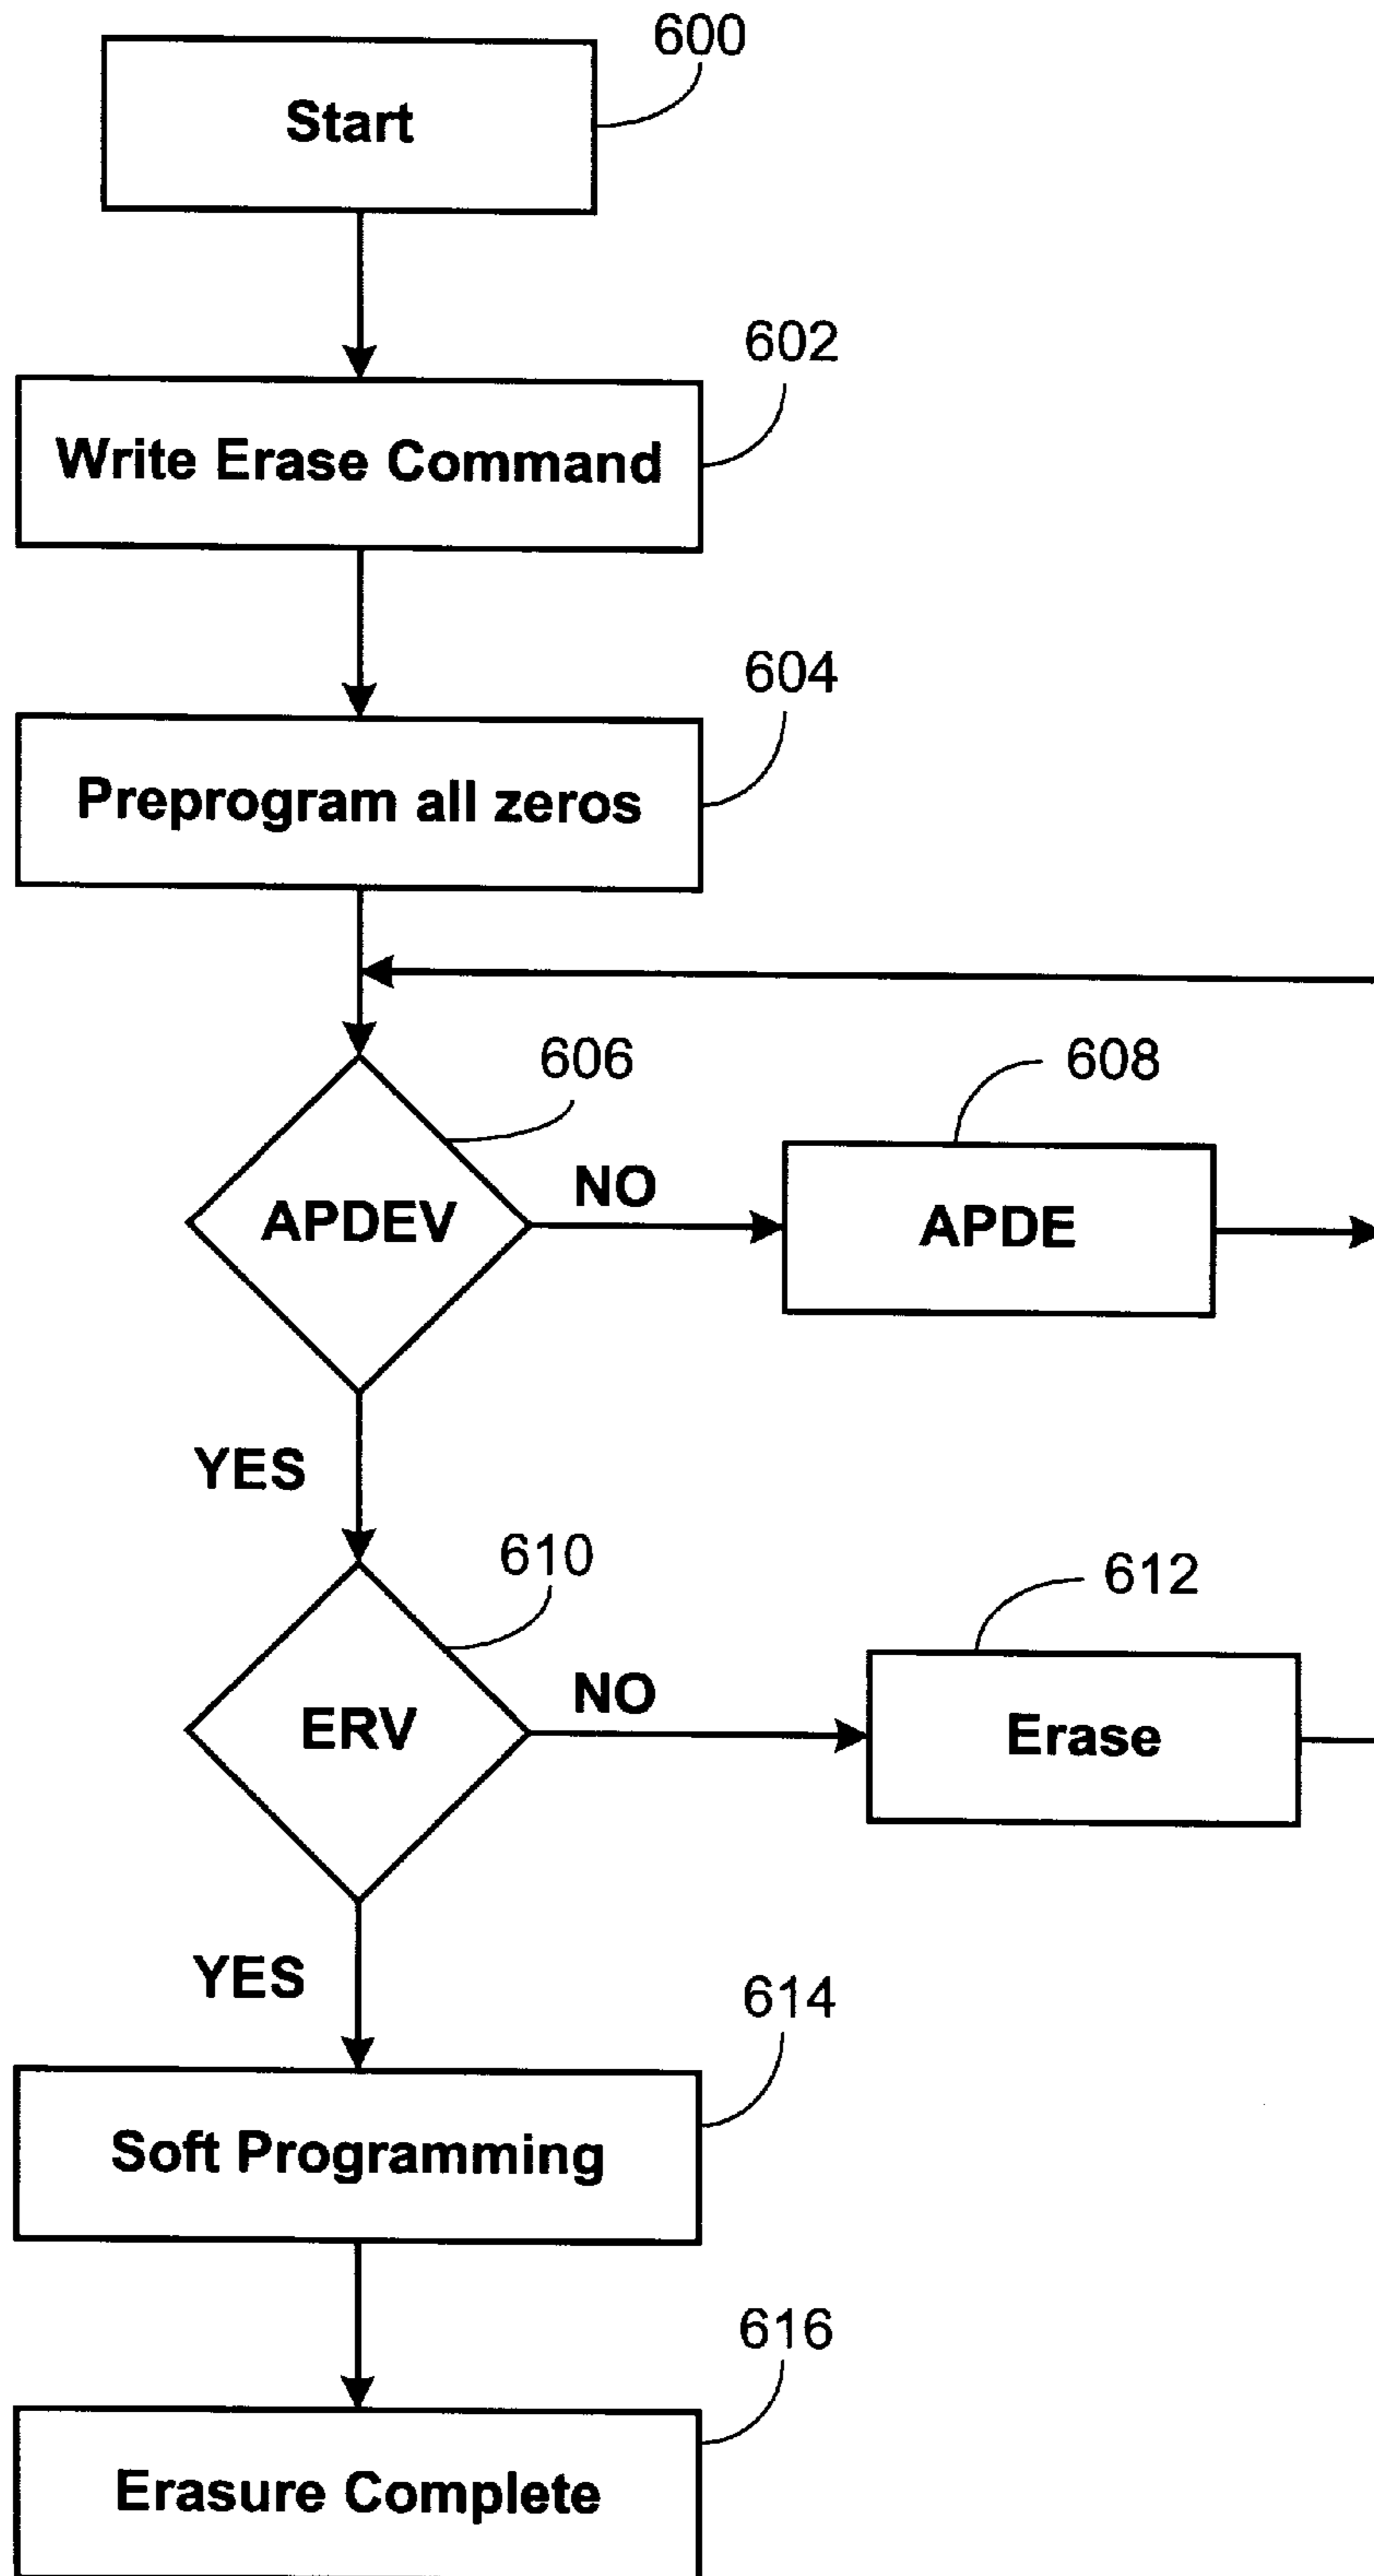 600
Start
602
Write Erase Command
604
Preprogram all zeros
606
608
APDEV
NO
APDE
YES
610
612
ERV
NO
Erase
YES
614
Soft Programming
616
Erasure Complete